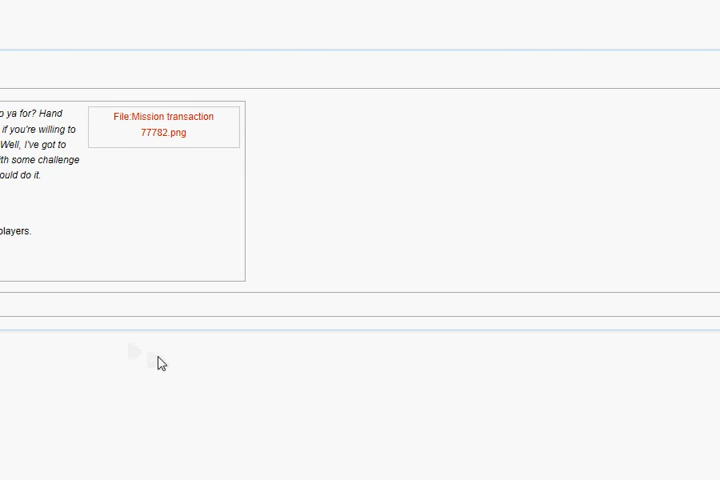 ya for? Hand
if you're willing to
Well, I've got to
with some challenge
ould do it.
players.
File:Mission transaction
77782.png